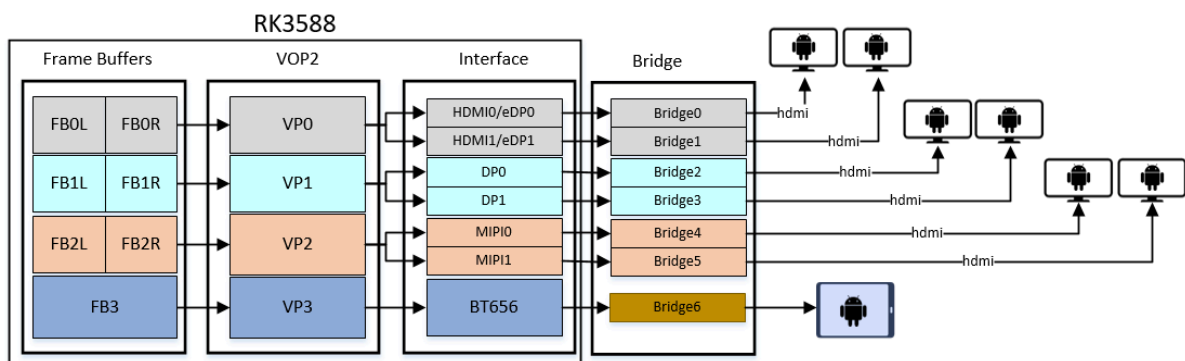 RK3588
Frame Buffers
VOP2
Interface
Bridge
FB0L
FB0R
VP0
HDMI0/eDP0
HDMI1/eDP1
Bridge0
Bridge1
hdmi
hdmi
FB1L
FB1R
VP1
DP0
DP1
Bridge2
Bridge3
hdmi
hdmi
FB2L
FB2R
VP2
MIPI0
MIPI1
Bridge4
Bridge5
hdmi
hdmi
FB3
VP3
BT656
Bridge6